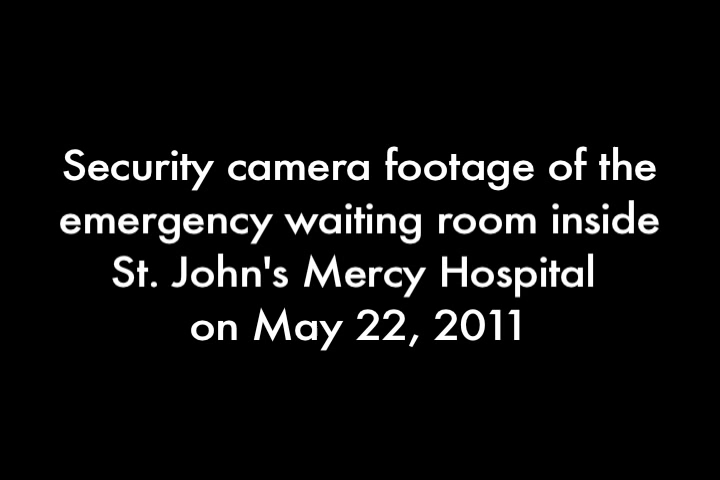 Security camera footage of the
emergency waiting room inside
St. John's Mercy Hospital
on May 22, 2011